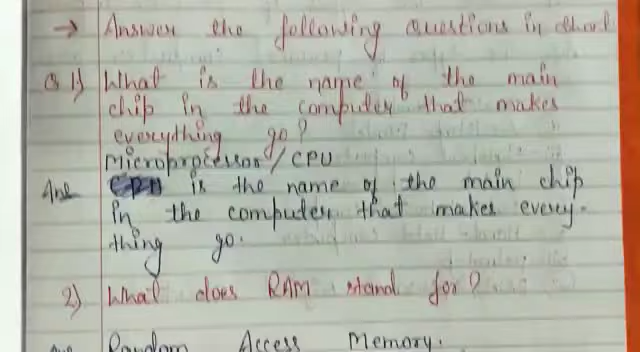 → Answer the following questions in short
Q 1) What is the name of the main
chip in the computer that makes
everything go?
Microprocessor/CPU
Ans CPU is the name of the main chip
in the computer that makes every-
thing go.
2) What does RAM stand for?
Ans Random Access Memory.